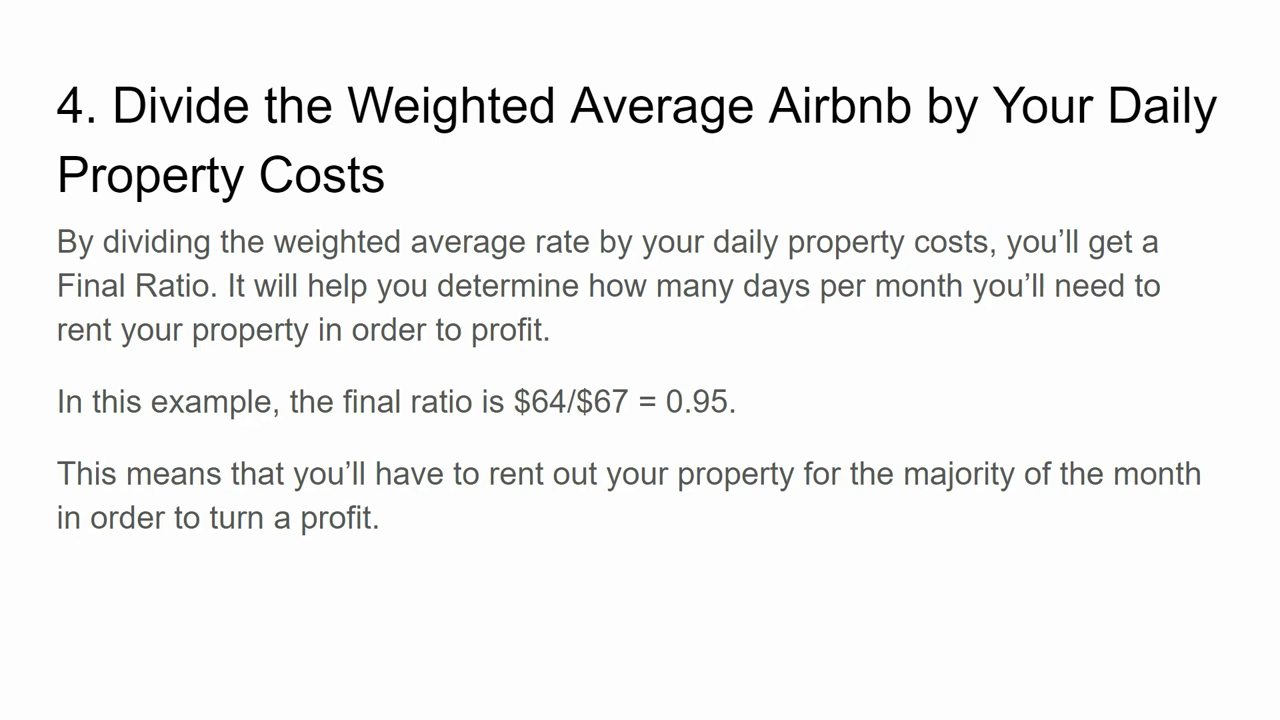 4. Divide the Weighted Average Airbnb by Your Daily
Property Costs
By dividing the weighted average rate by your daily property costs, you’ll get a
Final Ratio. It will help you determine how many days per month you’ll need to
rent your property in order to profit.
In this example, the final ratio is $64/$67 = 0.95.
This means that you’ll have to rent out your property for the majority of the month
in order to turn a profit.